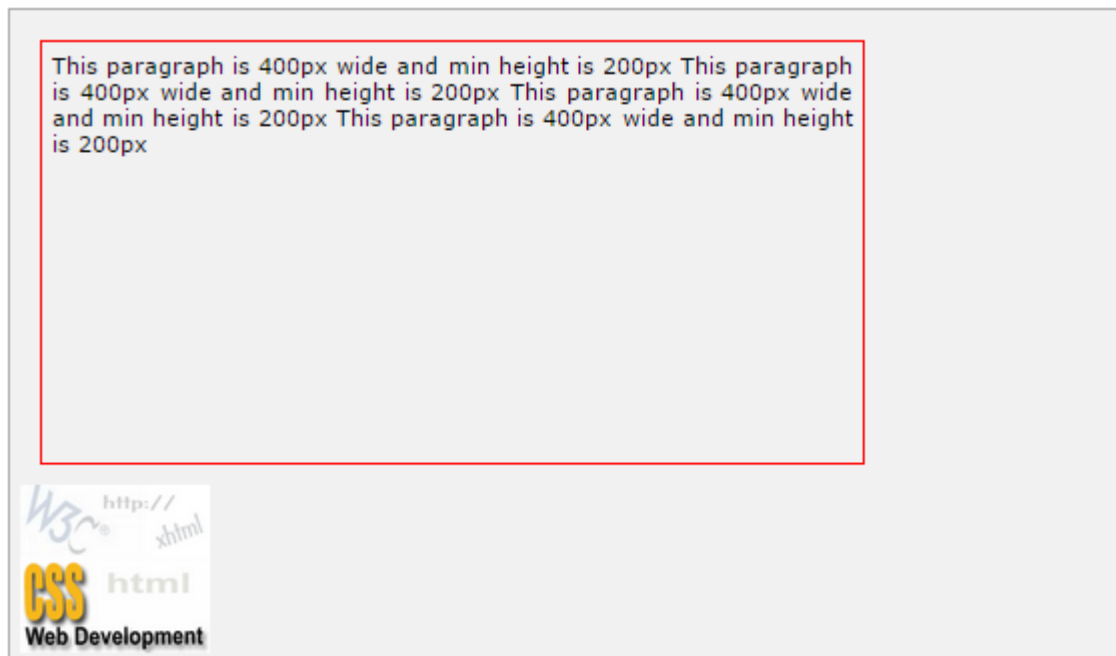 This paragraph is 400px wide and min height is 200px This paragraph
is 400px wide and min height is 200px This paragraph is 400px wide
and min height is 200px This paragraph is 400px wide and min height
is 200px
W3C®
http://
xhtml
CSS
html
Web Development